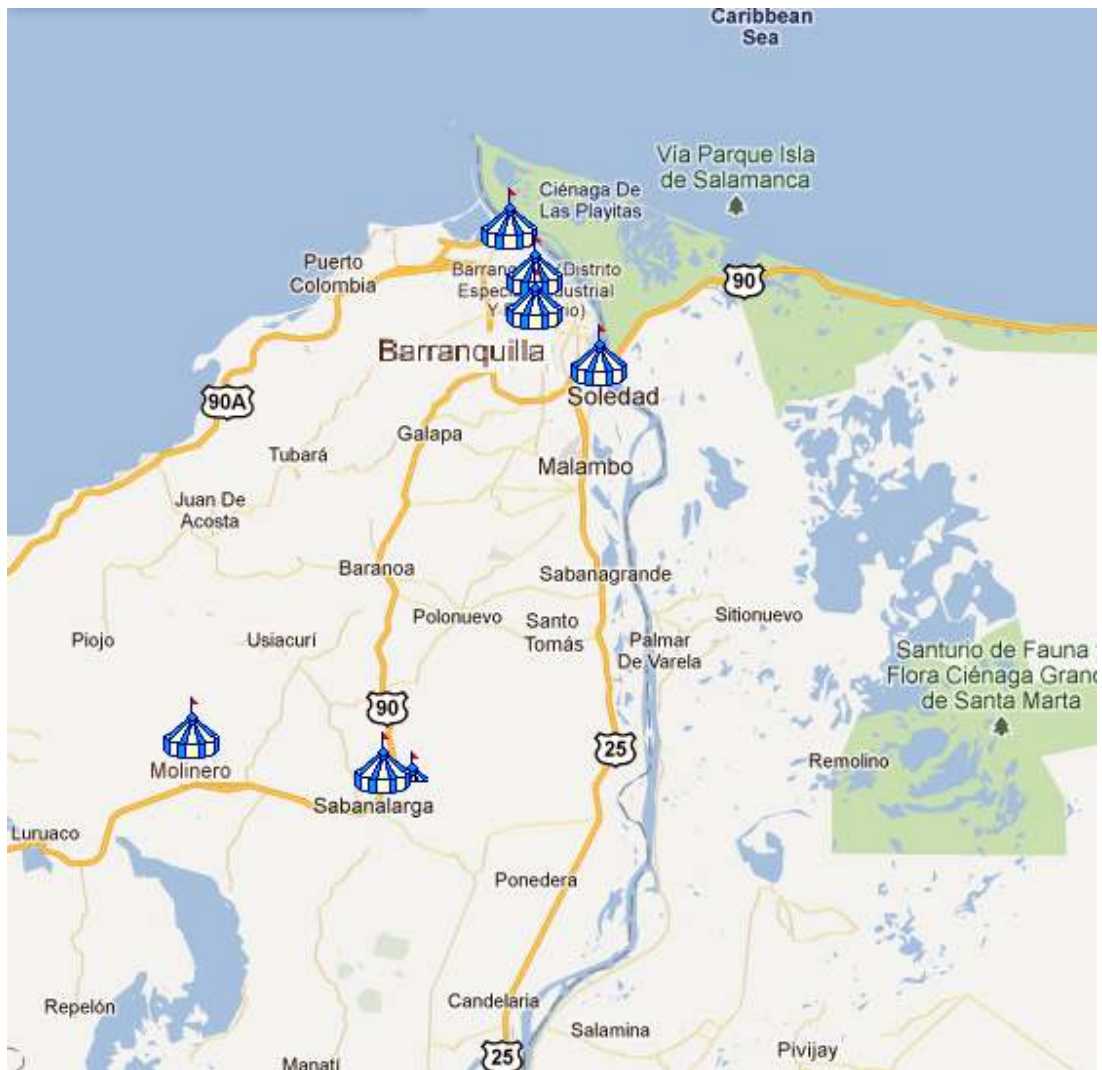 Caribbean
Sea
Vía Parque Isla
de Salamanca
Ciénaga De
Las Playitas
Puerto
Colombia
Distrito
Y
90
Barranquilla
Soledad
90A
Galapa
Tubará
Malambo
Juan De
Acosta
Baranoa
Sabanagrande
Polonuevo
Santo
Tomás
Sitionuevo
Piojo
Usiacurí
Palmar
De Varela
Santurio de Fauna
Flora Ciénaga
de Santa Marta
90
25
Molinero
Remolino
Sabanalarga
Luruaco
Ponedera
Repelón
Candelaria
Salamina
25
Pivijay
Manatí